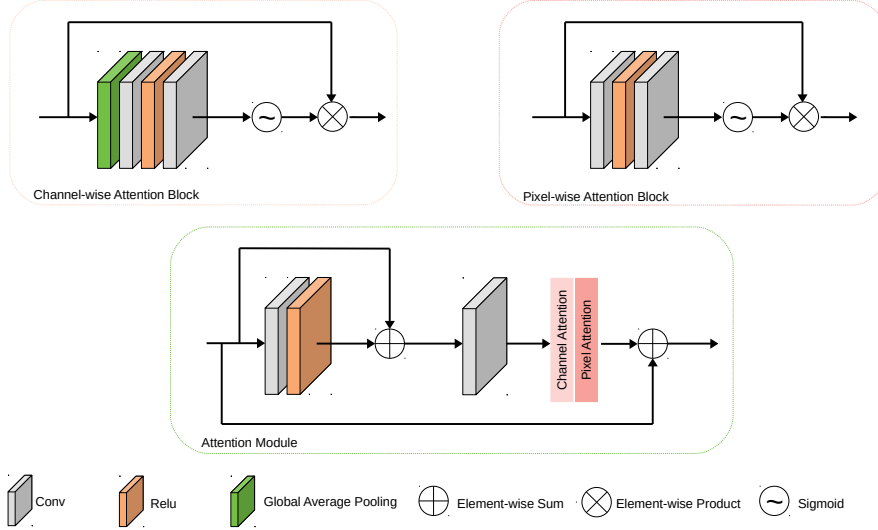 Channel-wise Attention Block
Pixel-wise Attention Block
Channel Attention
Pixel Attention
Attention Module
Conv
Relu
Global Average Pooling
Element-wise Sum
Element-wise Product
Sigmoid